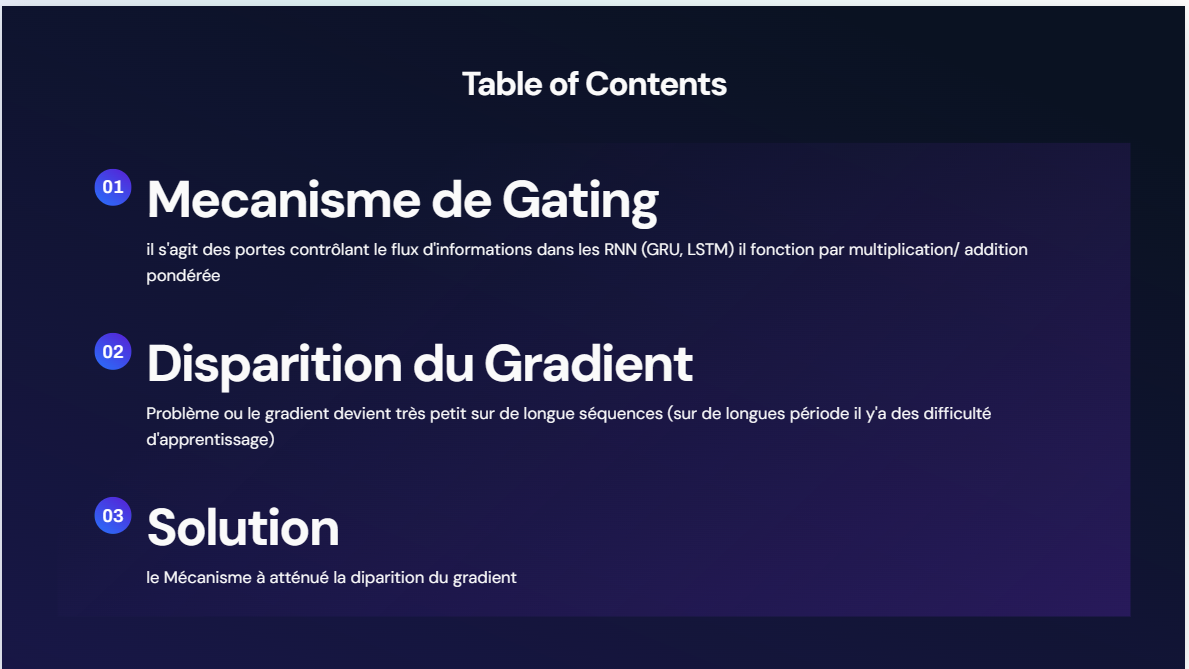 Table of Contents
01
Mecanisme de Gating
il s'agit des portes contrôlant le flux d'informations dans les RNN (GRU, LSTM) il fonction par multiplication/ addition
pondérée
02
Disparition du Gradient
Problème ou le gradient devient très petit sur de longue séquences (sur de longues période il y'a des difficulté
d'apprentissage)
03
Solution
le Mécanisme à atténué la diparition du gradient